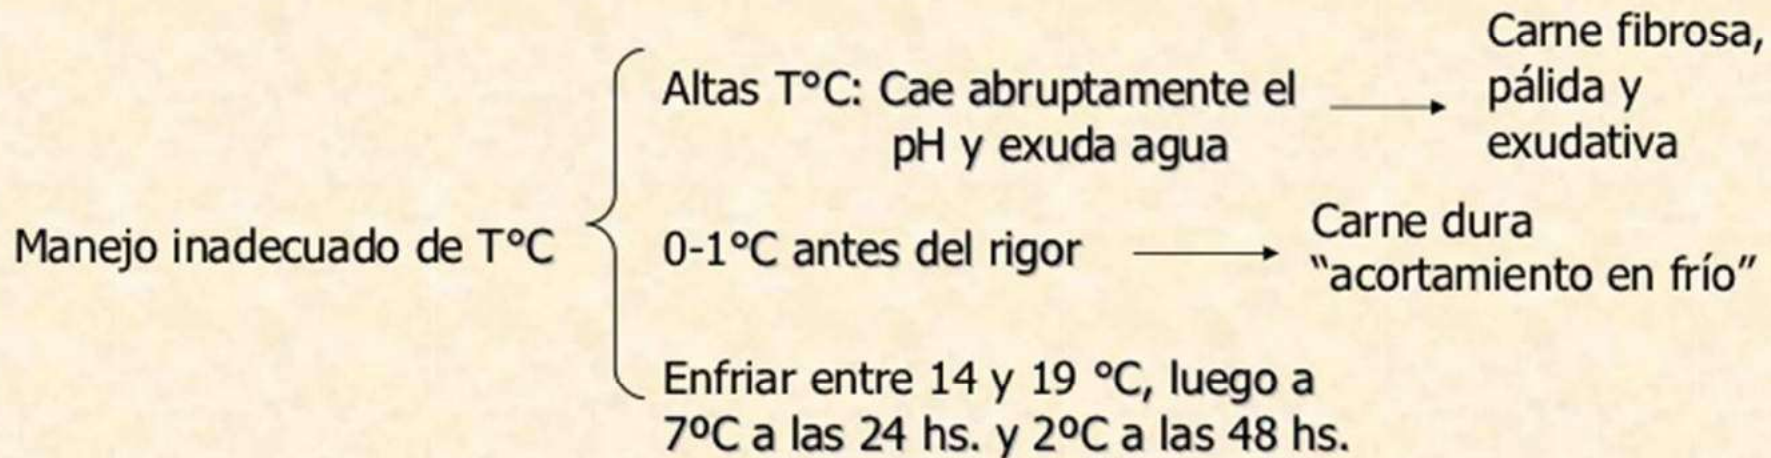 Manejo inadecuado de T°C
Altas T°C: Cae abruptamente el
pH y exuda agua
Carne fibrosa,
pálida y
exudativa
0-1°C antes del rigor
Carne dura
“acortamiento en frío”
Enfriar entre 14 y 19 °C, luego a
7ºC a las 24 hs. y 2ºC a las 48 hs.